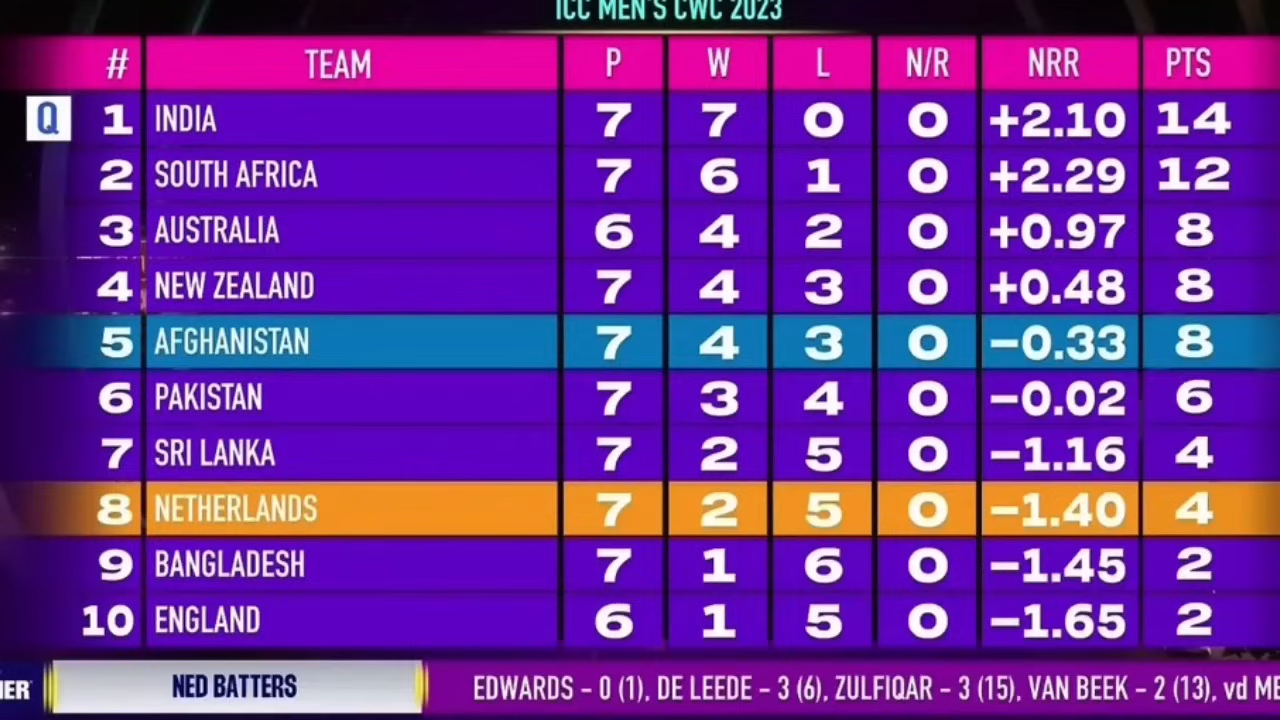 ICC MEN'S CWC 2023
# TEAM P W L N/R NRR PTS
Q 1 INDIA 7 7 0 0 +2.10 14
2 SOUTH AFRICA 7 6 1 0 +2.29 12
3 AUSTRALIA 6 4 2 0 +0.97 8
4 NEW ZEALAND 7 4 3 0 +0.48 8
5 AFGHANISTAN 7 4 3 0 −0.33 8
6 PAKISTAN 7 3 4 0 −0.02 6
7 SRI LANKA 7 2 5 0 −1.16 4
8 NETHERLANDS 7 2 5 0 −1.40 4
9 BANGLADESH 7 1 6 0 −1.45 2
10 ENGLAND 6 1 5 0 −1.65 2
NED BATTERS EDWARDS – 0 (1), DE LEEDE – 3 (6), ZULFIQAR – 3 (15), VAN BEEK – 2 (13), vd